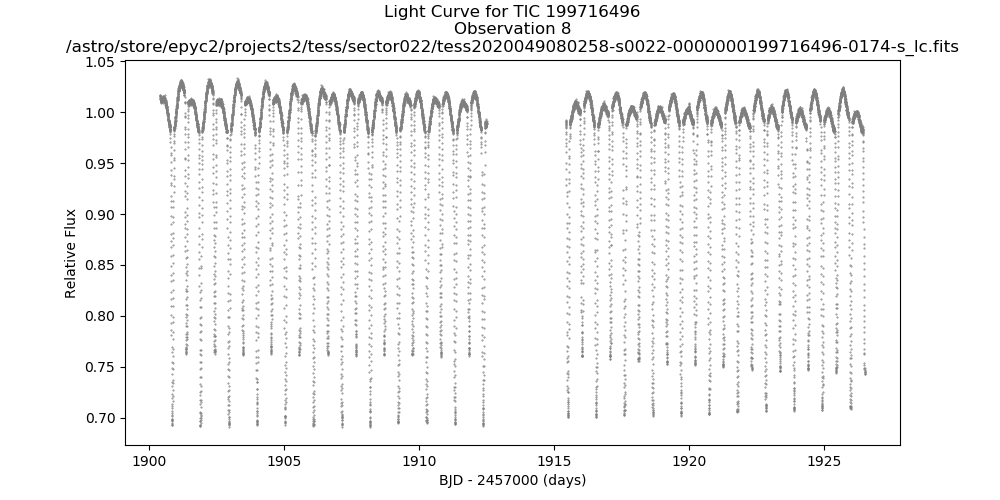 Light Curve for TIC 199716496
Observation 8
/astro/store/epyc2/projects2/tess/sector022/tess2020049080258-s0022-0000000199716496-0174-s_lc.fits
1.05
1.00
0.95
0.90
0.85
0.80
0.75
0.70
Relative Flux
1900
1905
1910
1915
1920
1925
BJD - 2457000 (days)